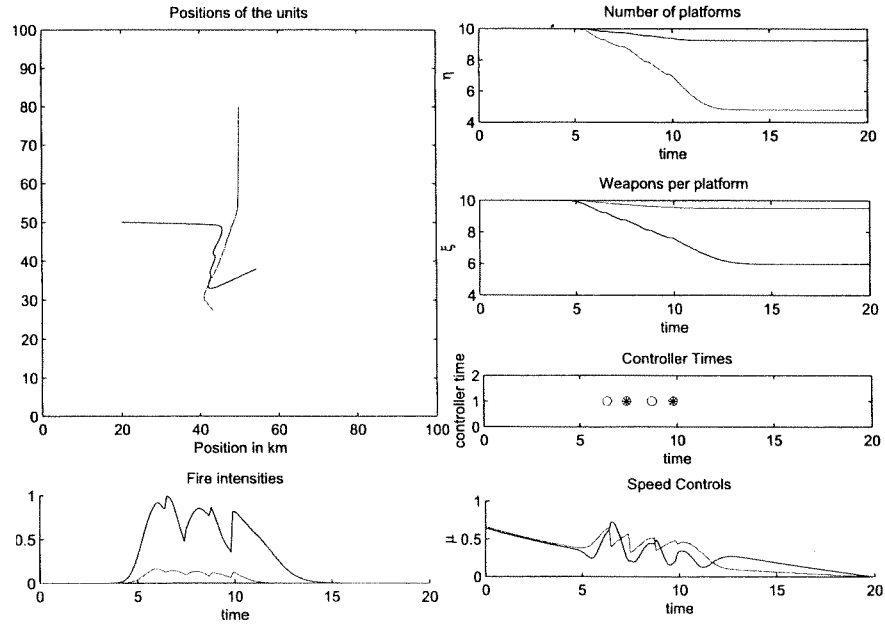 Positions of the units
100
90
80
70
60
50
40
30
20
10
0
0 20 40 60 80 100
Position in km
Number of platforms
10
8
6
4
η
0 5 10 15 20
time
Weapons per platform
10
8
6
4
ξ
0 5 10 15 20
time
Controller Times
2
1
0
controller time
0 5 10 15 20
time
Fire intensities
1
0.5
0
0 5 10 15 20
time
Speed Controls
1
0.5
0
μ
0 5 10 15 20
time